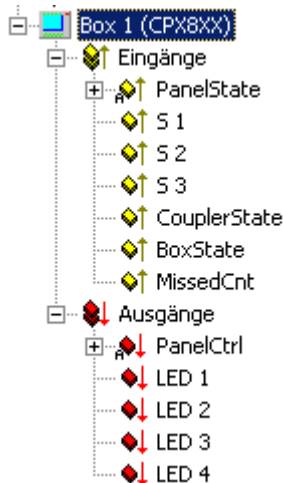 Box 1 (CPX8XX)
Eingänge
PanelState
S 1
S 2
S 3
CouplerState
BoxState
MissedCnt
Ausgänge
PanelCtrl
LED 1
LED 2
LED 3
LED 4